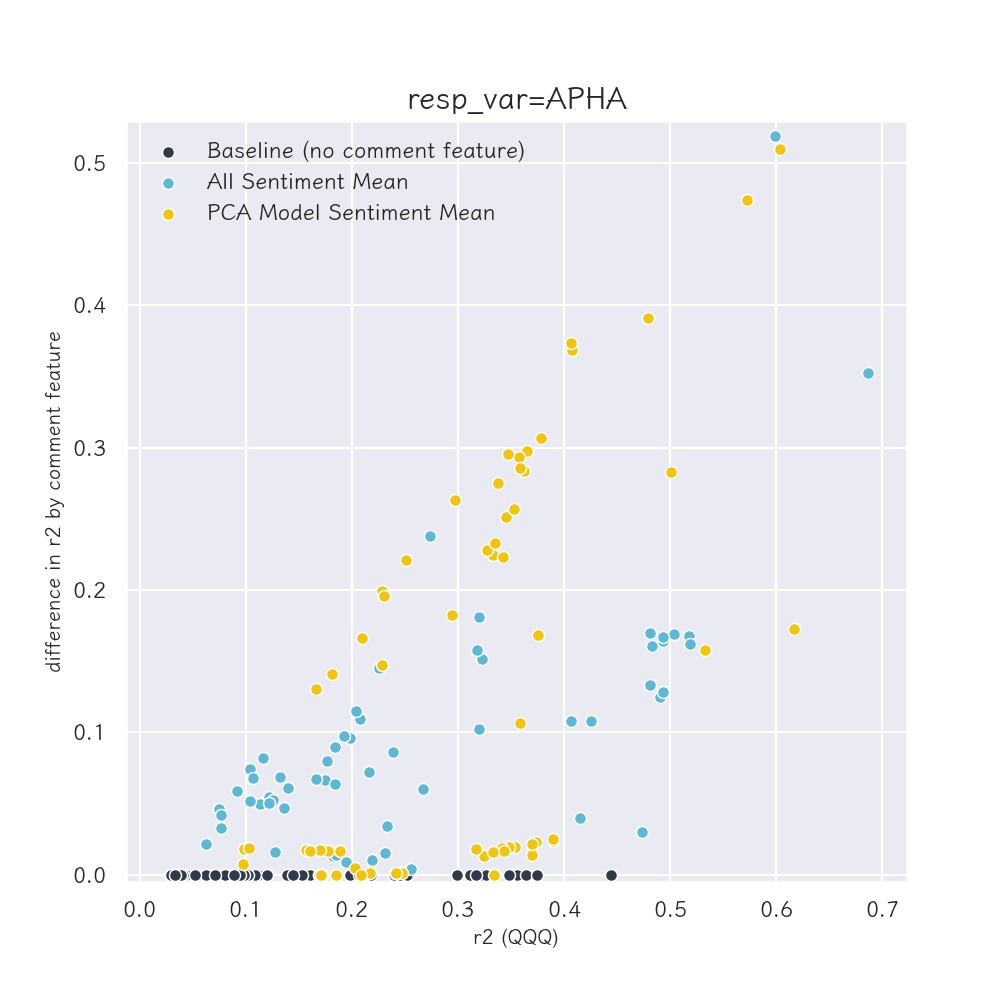 resp_var=APHA
Baseline (no comment feature)
All Sentiment Mean
PCA Model Sentiment Mean
difference in r2 by comment feature
0.5
0.4
0.3
0.2
0.1
0.0
0.0 0.1 0.2 0.3 0.4 0.5 0.6 0.7
r2 (QQQ)